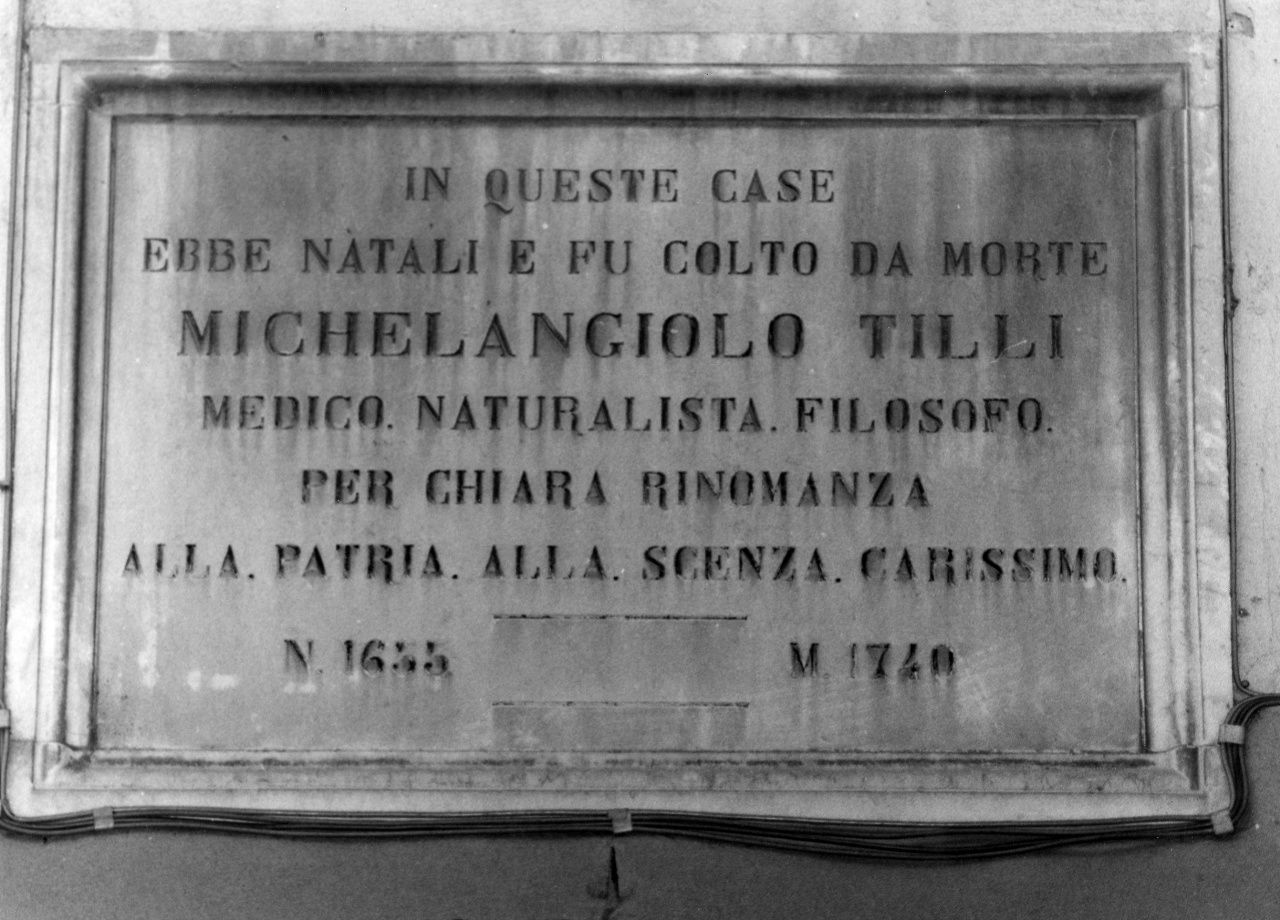 IN QUESTE CASE
EBBE NATALI E FU COLTO DA MORTE
MICHELANGIOLO TILLI
MEDICO. NATURALISTA. FILOSOFO.
PER CHIARA RINOMANZA
ALLA. PATRIA. ALLA. SCENZA. CARISSIMO.
N. 1655 M. 1740